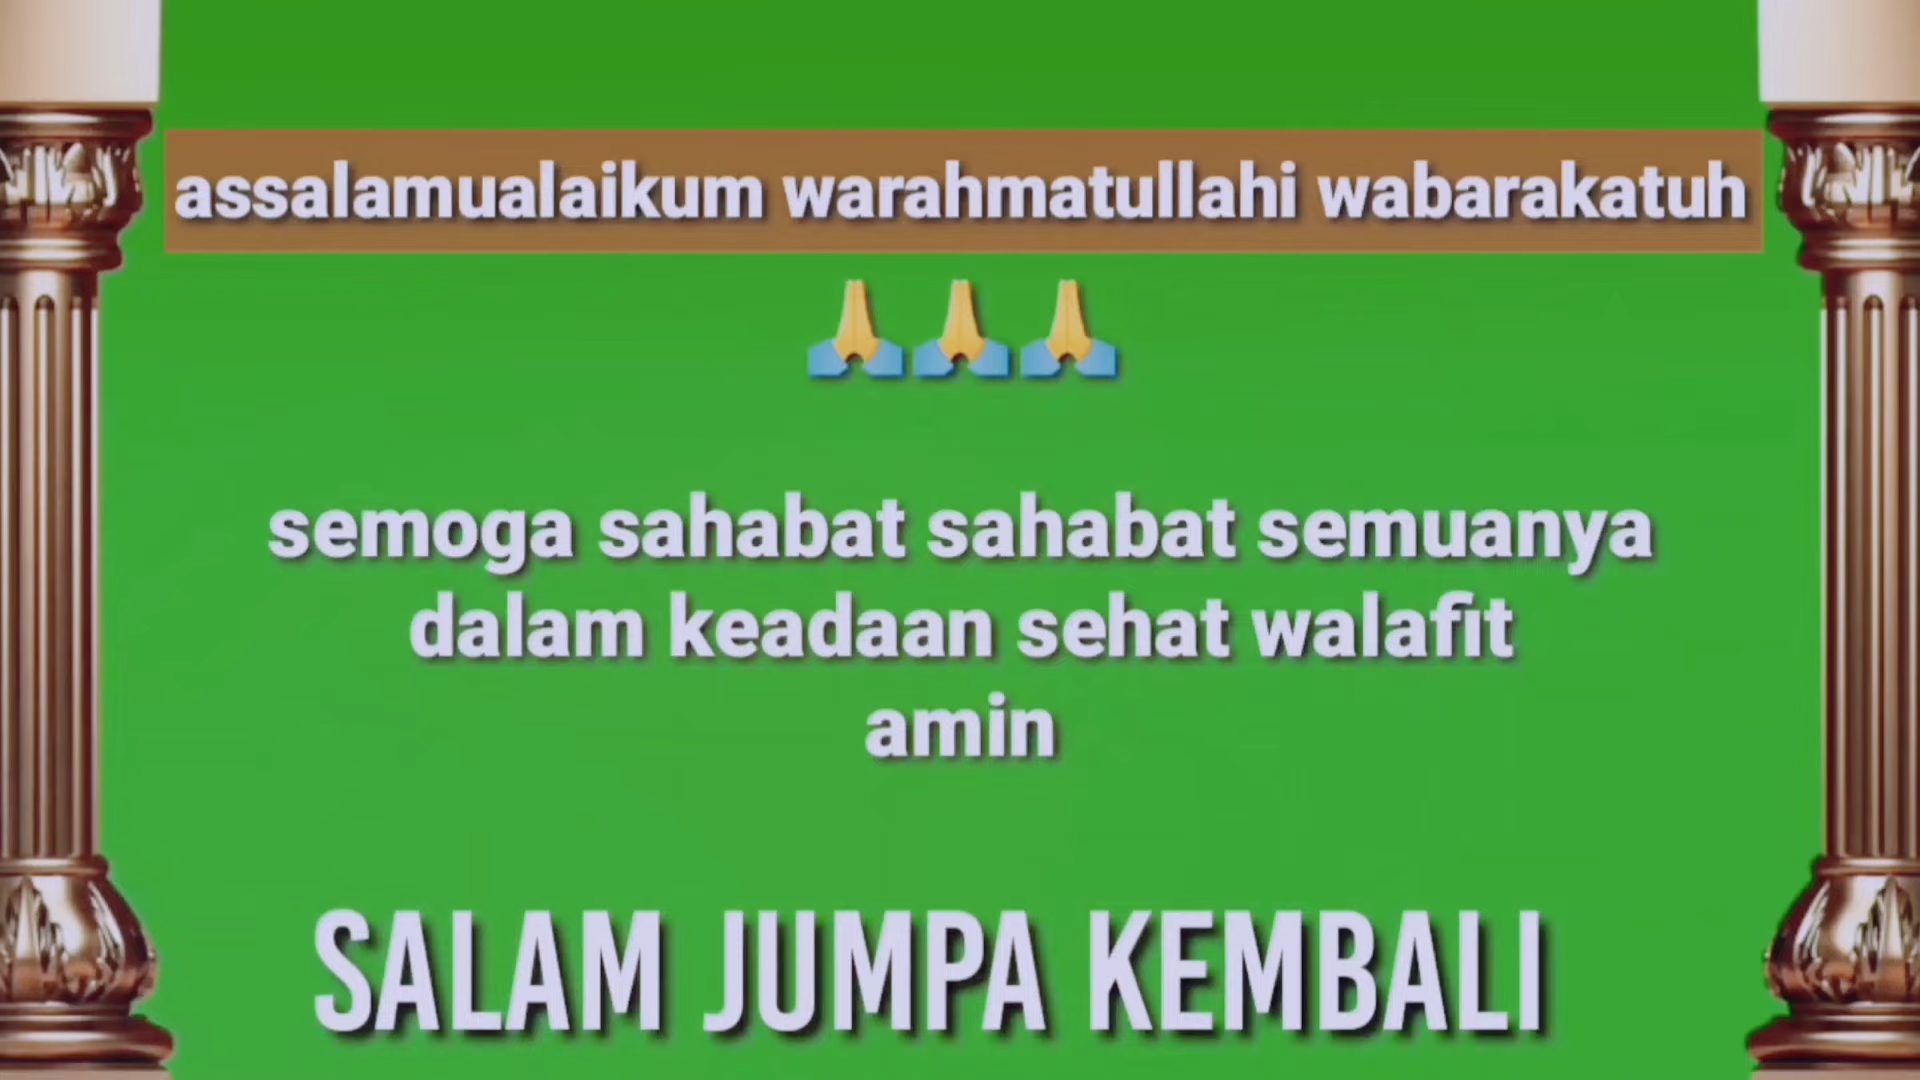 assalamualaikum warahmatullahi wabarakatuh
🙏🙏🙏
semoga sahabat sahabat semuanya
dalam keadaan sehat walafit
amin
SALAM JUMPA KEMBALI